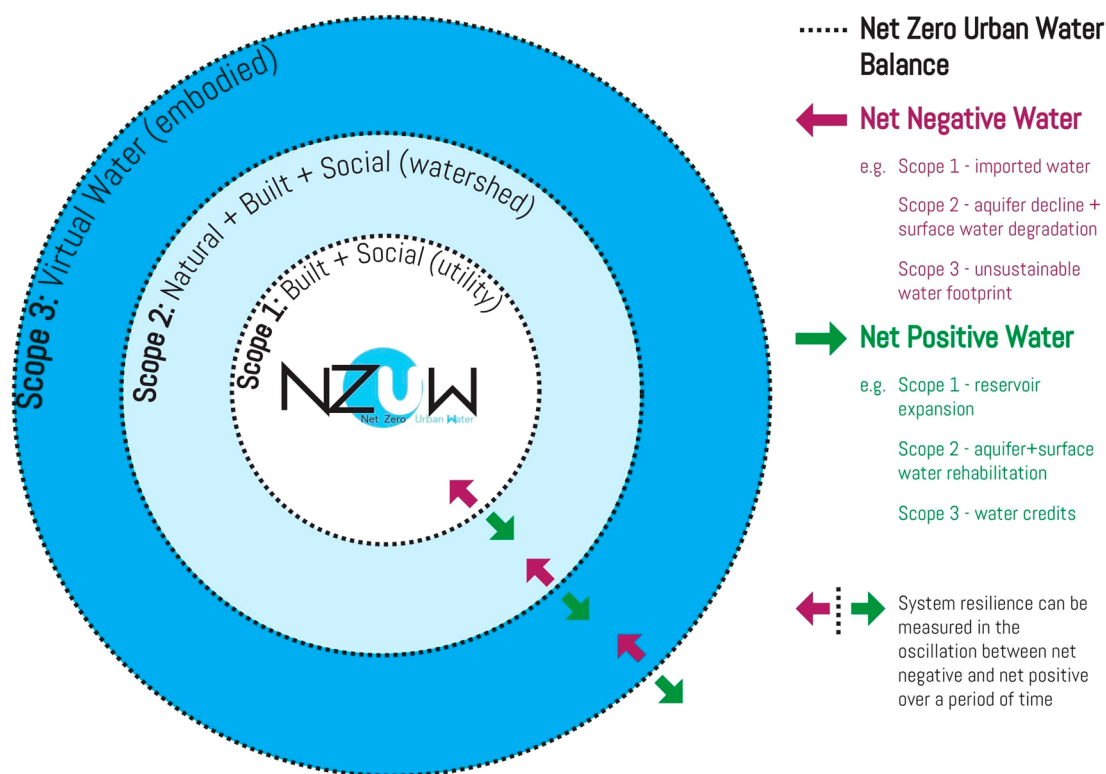 Scope 3: Virtual Water (embodied)
Scope 2: Natural + Built + Social (watershed)
Scope 1: Built + Social (utility)
NZUW
Net Zero Urban Water
Net Zero Urban Water
Balance
Net Negative Water
e.g. Scope 1 - imported water
Scope 2 - aquifer decline +
surface water degradation
Scope 3 - unsustainable
water footprint
Net Positive Water
e.g. Scope 1 - reservoir
expansion
Scope 2 - aquifer+surface
water rehabilitation
Scope 3 - water credits
System resilience can be
measured in the
oscillation between net
negative and net positive
over a period of time